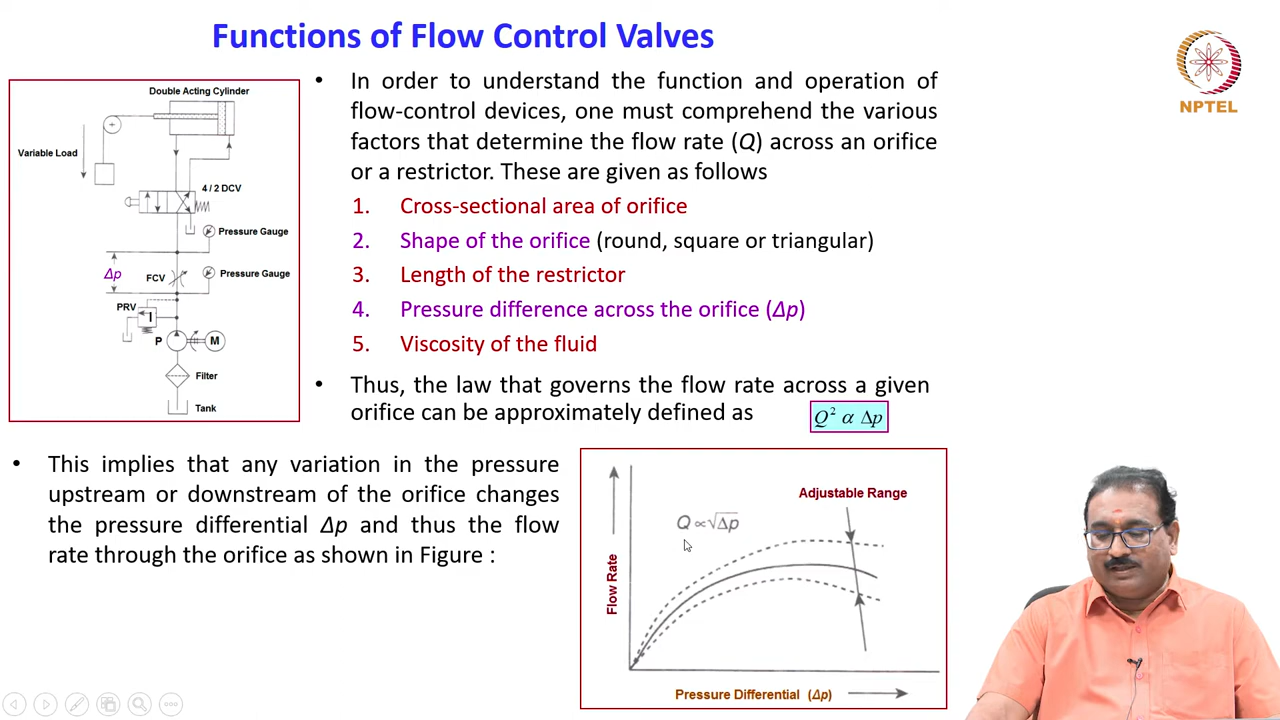 Functions of Flow Control Valves
NPTEL
Double Acting Cylinder
Variable Load
4 / 2 DCV
Pressure Gauge
Δp
FCV
Pressure Gauge
PRV
P
M
Filter
Tank
• In order to understand the function and operation of
flow-control devices, one must comprehend the various
factors that determine the flow rate (Q) across an orifice
or a restrictor. These are given as follows
1. Cross-sectional area of orifice
2. Shape of the orifice (round, square or triangular)
3. Length of the restrictor
4. Pressure difference across the orifice (Δp)
5. Viscosity of the fluid
• Thus, the law that governs the flow rate across a given
orifice can be approximately defined as
Q² α Δp
• This implies that any variation in the pressure
upstream or downstream of the orifice changes
the pressure differential Δp and thus the flow
rate through the orifice as shown in Figure :
Adjustable Range
Q ∝ √Δp
Flow Rate
Pressure Differential (Δp)